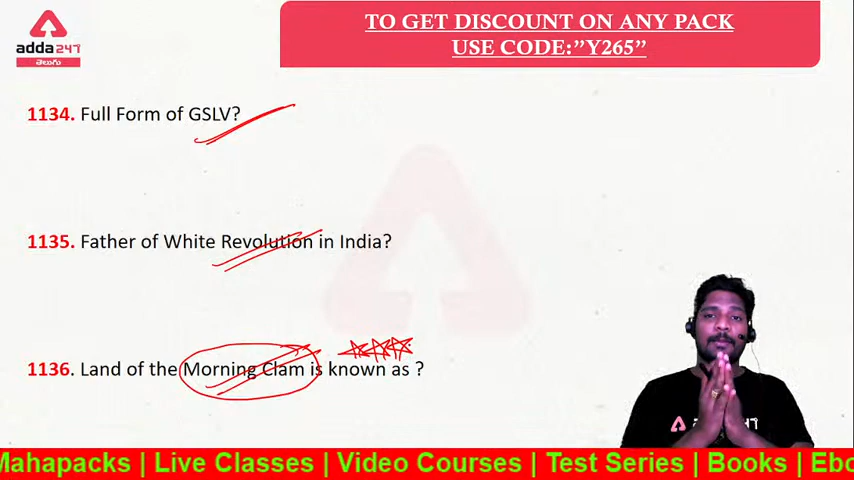 TO GET DISCOUNT ON ANY PACK
USE CODE:”Y265”
adda247
తెలుగు
1134. Full Form of GSLV?
1135. Father of White Revolution in India?
1136. Land of the Morning Clam is known as ?
adda247
Mahapacks | Live Classes | Video Courses | Test Series | Books | Ebo